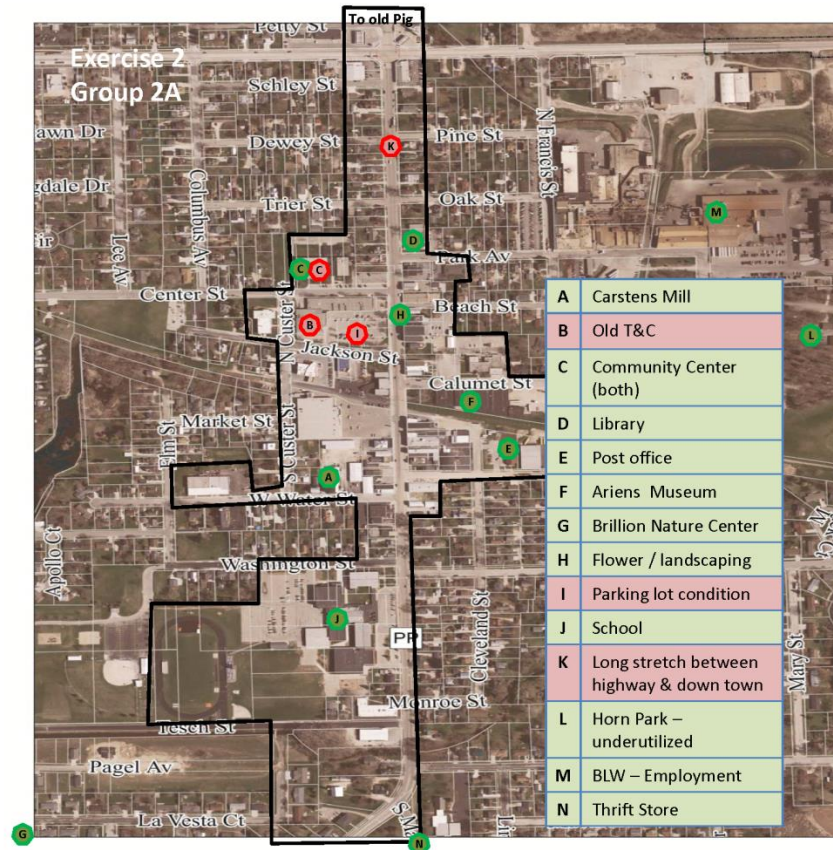 To old Pig
Petty St
Exercise 2
Group 2A
Schley St
Dewey St
Pine St
N Francis St
K
Columbus Av
Lee Av
Trier St
Oak St
M
D
Park Av
C
C
Center St
N Custer S
Beach St
H
B
I
Jackson St
L
Calumet St
F
Market St
Elm St
S Custer St
E
A
W Water St
Apollo Ct
Washington St
J
PP
Cleveland St
Mary St
Monroe St
Tesch St
Pagel Av
La Vesta Ct
G
N
A Carstens Mill
B Old T&C
C Community Center
(both)
D Library
E Post office
F Ariens Museum
G Brillion Nature Center
H Flower / landscaping
I Parking lot condition
J School
K Long stretch between
highway & down town
L Horn Park –
underutilized
M BLW – Employment
N Thrift Store